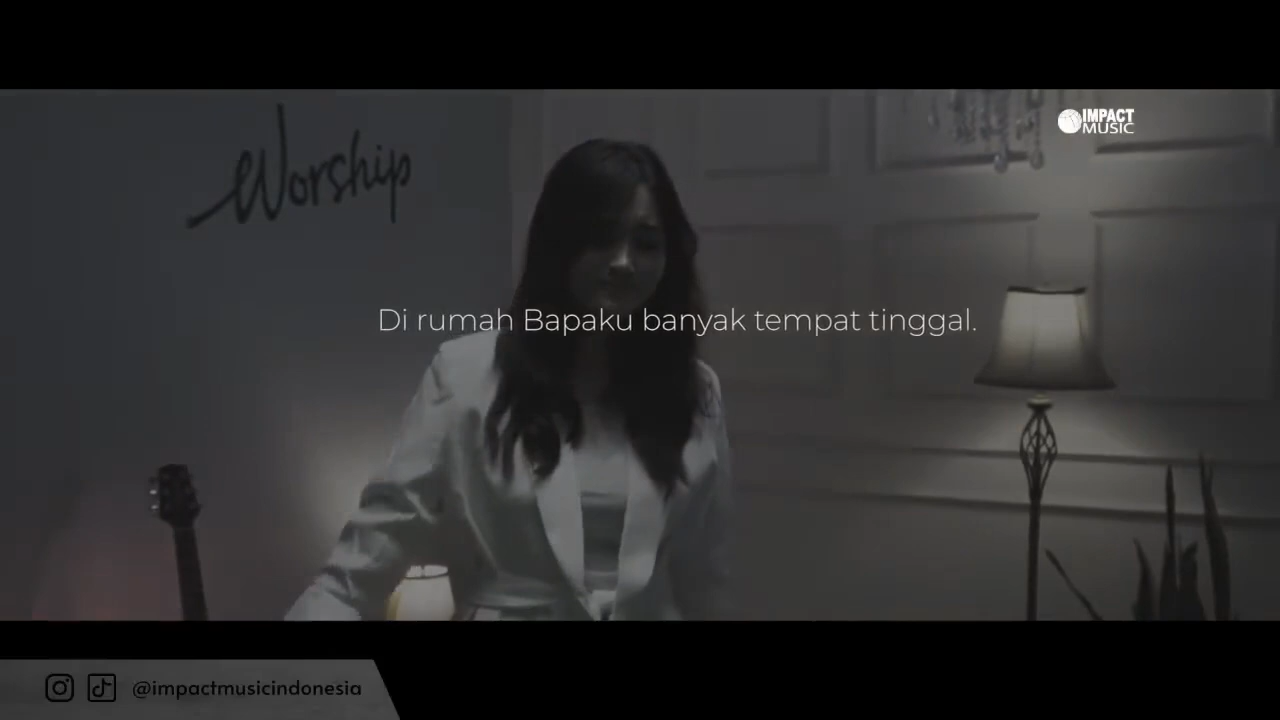 Worship
IMPACT
MUSIC
Di rumah Bapaku banyak tempat tinggal.
@impactmusicindonesia